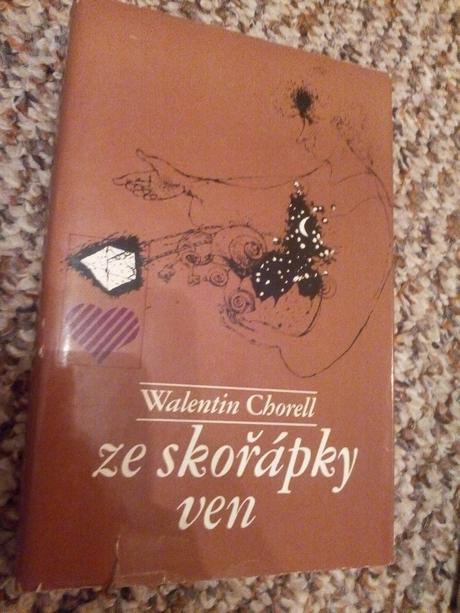 Walentin Chorell
ze skořápky
ven